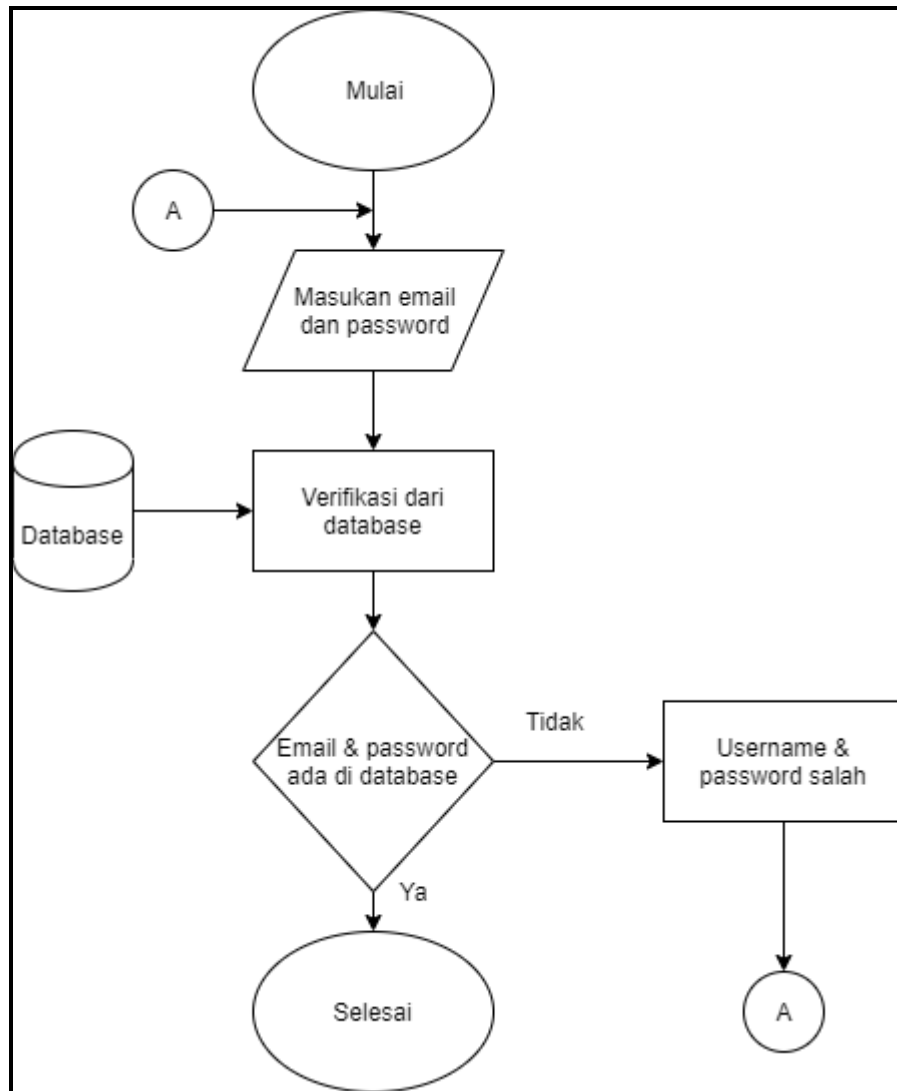 Mulai
A
Masukan email
dan password
Database
Verifikasi dari
database
Email & password
ada di database
Tidak
Username &
password salah
Ya
Selesai
A